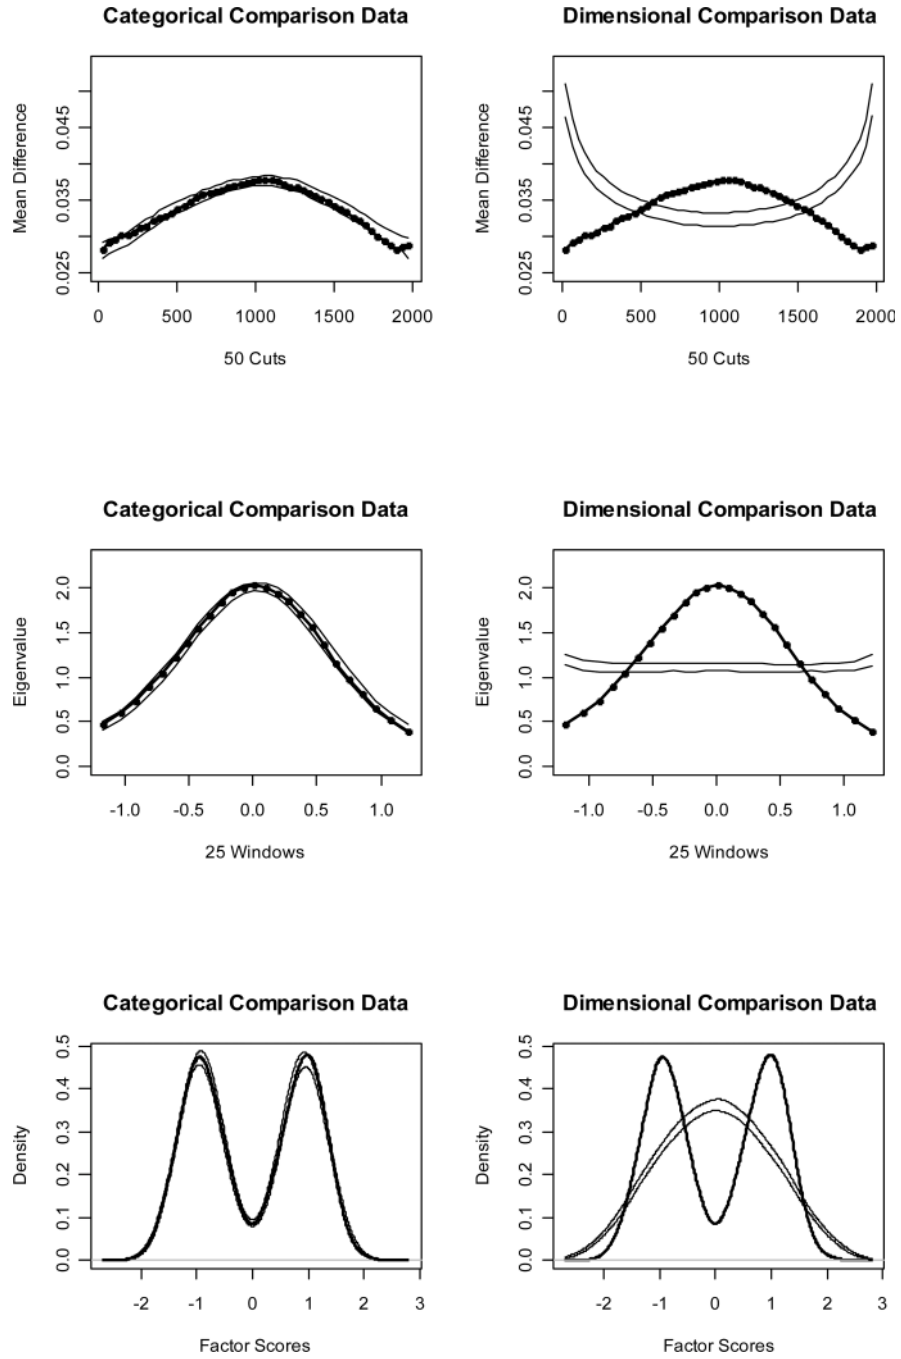 Categorical Comparison Data
Dimensional Comparison Data
Mean Difference
0.025 0.035 0.045
0 500 1000 1500 2000
50 Cuts
Mean Difference
0.025 0.035 0.045
0 500 1000 1500 2000
50 Cuts
Categorical Comparison Data
Dimensional Comparison Data
Eigenvalue
0.0 0.5 1.0 1.5 2.0
-1.0 -0.5 0.0 0.5 1.0
25 Windows
Eigenvalue
0.0 0.5 1.0 1.5 2.0
-1.0 -0.5 0.0 0.5 1.0
25 Windows
Categorical Comparison Data
Dimensional Comparison Data
Density
0.0 0.1 0.2 0.3 0.4 0.5
-2 -1 0 1 2 3
Factor Scores
Density
0.0 0.1 0.2 0.3 0.4 0.5
-2 -1 0 1 2 3
Factor Scores